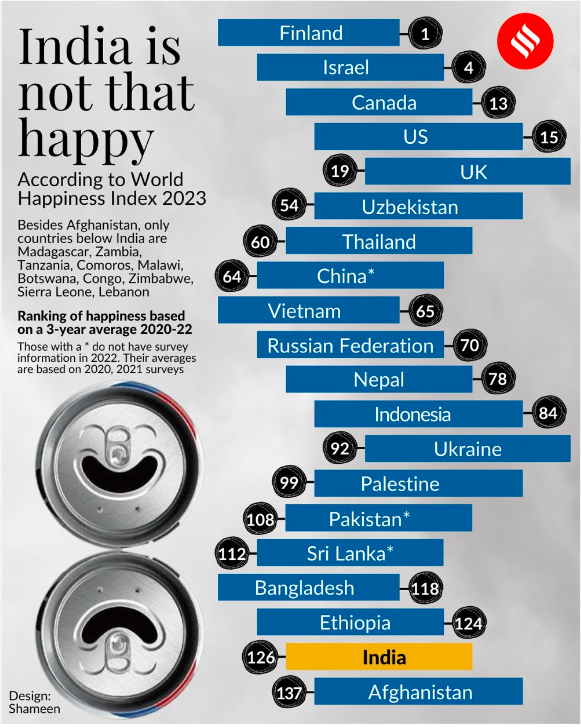 India is
not that
happy
According to World
Happiness Index 2023
Besides Afghanistan, only
countries below India are
Madagascar, Zambia,
Tanzania, Comoros, Malawi,
Botswana, Congo, Zimbabwe,
Sierra Leone, Lebanon
Ranking of happiness based
on a 3-year average 2020-22
Those with a * do not have survey
information in 2022. Their averages
are based on 2020, 2021 surveys
Finland 1
Israel 4
Canada 13
US 15
19 UK
54 Uzbekistan
60 Thailand
64 China*
Vietnam 65
Russian Federation 70
Nepal 78
Indonesia 84
92 Ukraine
99 Palestine
108 Pakistan*
112 Sri Lanka*
Bangladesh 118
Ethiopia 124
126 India
137 Afghanistan
Design:
Shameen